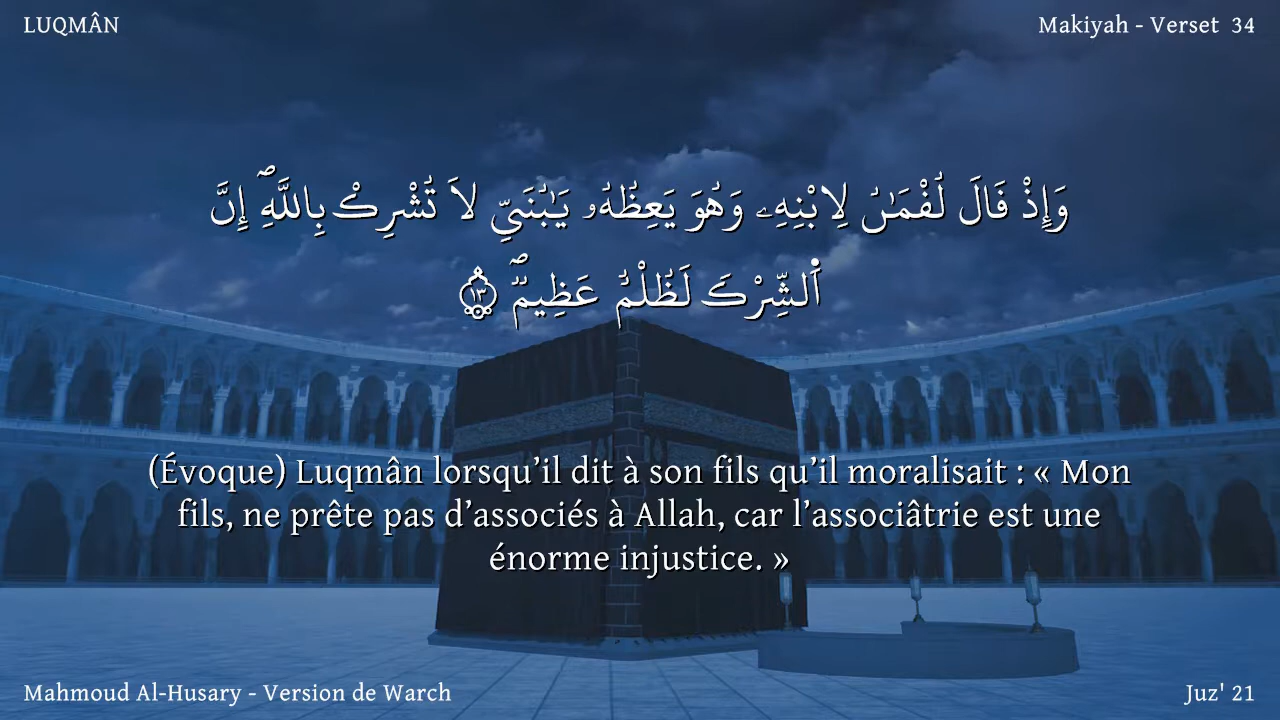 LUQMÂN
Makiyah - Verset 34
وَإِذْ قَالَ لُقْمَٰنُ لِابْنِهِۦ وَهُوَ يَعِظُهُۥ يَٰبُنَيِّ لَا تُشْرِكْ بِاللَّهِۖ إِنَّ
اَ۬لشِّرْكَ لَظُلْمٌ عَظِيمٞۖ ١٣
(Évoque) Luqmân lorsqu’il dit à son fils qu’il moralisait : « Mon
fils, ne prête pas d’associés à Allah, car l’associâtrie est une
énorme injustice. »
Mahmoud Al-Husary - Version de Warch
Juz' 21